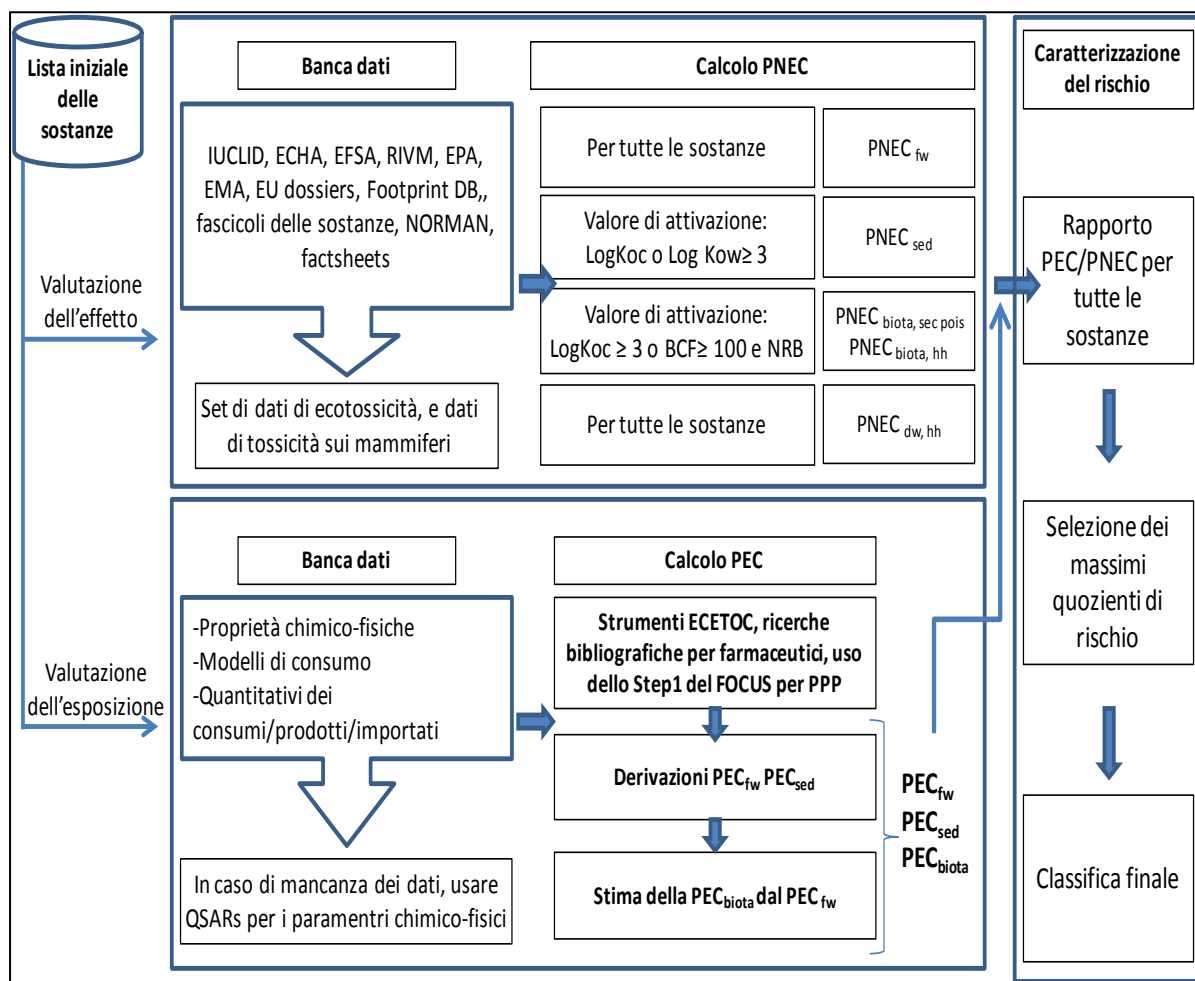 Lista iniziale
delle
sostanze
Valutazione
dell'effetto
Valutazione
dell'esposizione
Banca dati
IUCLID, ECHA, EFSA, RIVM, EPA,
EMA, EU dossiers, Footprint DB,,
fascicoli delle sostanze, NORMAN,
factsheets
Set di dati di ecotossicità, e dati
di tossicità sui mammiferi
Calcolo PNEC
Per tutte le sostanze
PNEC fw
Valore di attivazione:
LogKoc o Log Kow≥ 3
PNEC sed
Valore di attivazione:
LogKoc ≥ 3 o BCF≥ 100 e NRB
PNEC biota, sec pois
PNEC biota, hh
Per tutte le sostanze
PNEC dw, hh
Banca dati
-Proprietà chimico-fisiche
-Modelli di consumo
-Quantitativi dei
consumi/prodotti/importati
In caso di mancanza dei dati, usare
QSARs per i paramentri chimico-fisici
Calcolo PEC
Strumenti ECETOC, ricerche
bibliografiche per farmaceutici, uso
dello Step1 del FOCUS per PPP
Derivazioni PECfw PECsed
Stima della PECbiota dal PEC fw
PECfw
PECsed
PECbiota
Caratterizzazione
del rischio
Rapporto
PEC/PNEC per
tutte le
sostanze
Selezione dei
massimi
quozienti di
rischio
Classifica finale